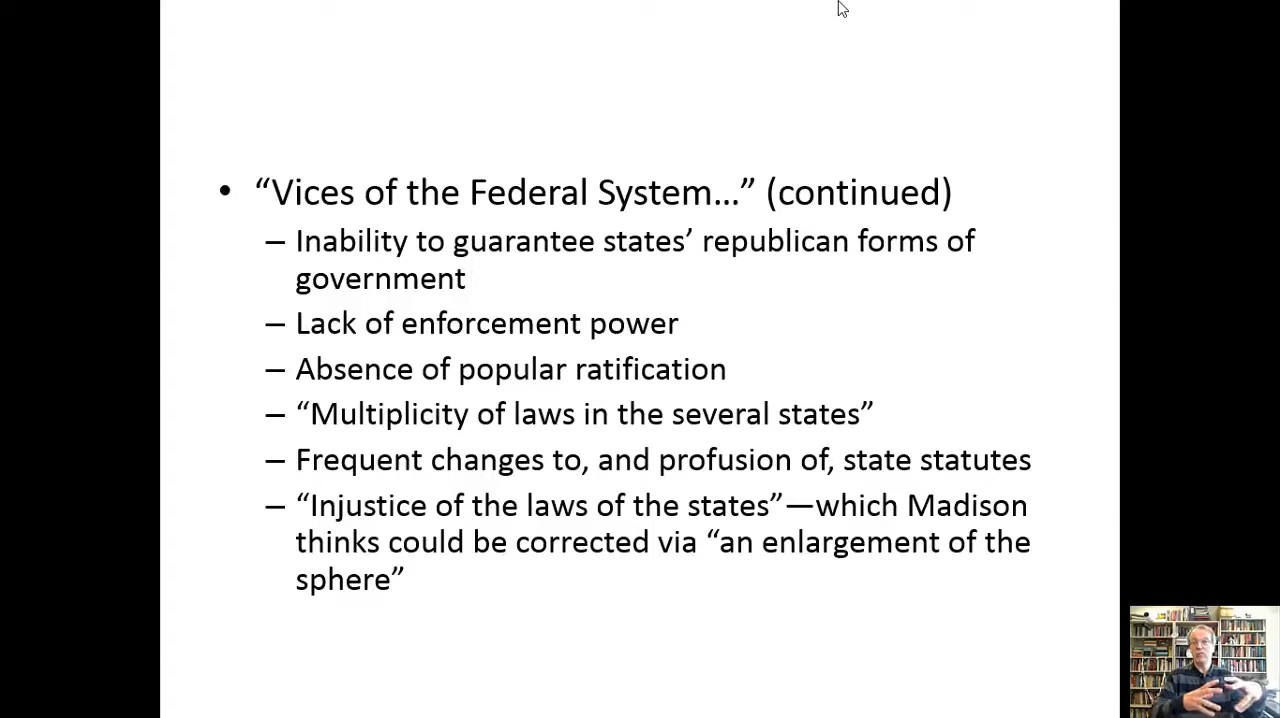 • “Vices of the Federal System…” (continued)
– Inability to guarantee states’ republican forms of
government
– Lack of enforcement power
– Absence of popular ratification
– “Multiplicity of laws in the several states”
– Frequent changes to, and profusion of, state statutes
– “Injustice of the laws of the states”—which Madison
thinks could be corrected via “an enlargement of the
sphere”